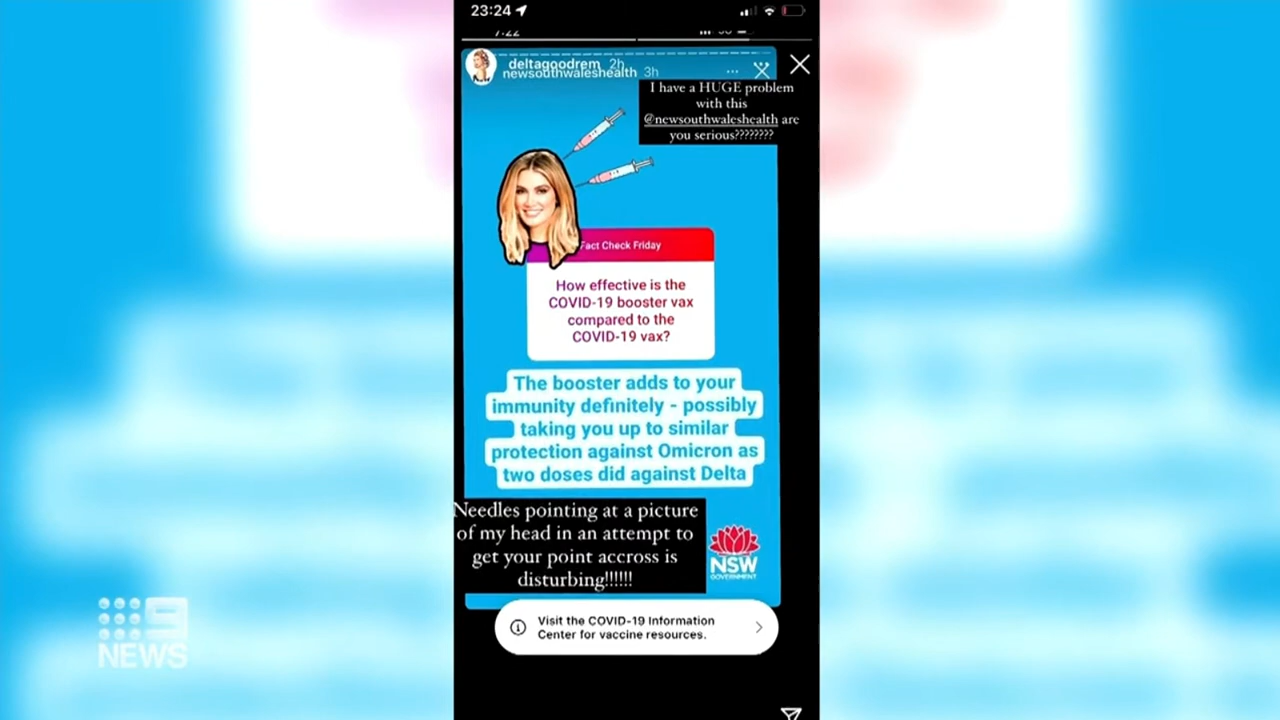 23:24
7:22
deltagoodrem 2h
newsouthwaleshealth 3h
I have a HUGE problem
with this
@newsouthwaleshealth are
you serious????????
Fact Check Friday
How effective is the
COVID-19 booster vax
compared to the
COVID-19 vax?
The booster adds to your
immunity definitely - possibly
taking you up to similar
protection against Omicron as
two doses did against Delta
Needles pointing at a picture
of my head in an attempt to
get your point accross is
disturbing!!!!!!
NSW
GOVERNMENT
Visit the COVID-19 Information
Center for vaccine resources.
9
NEWS